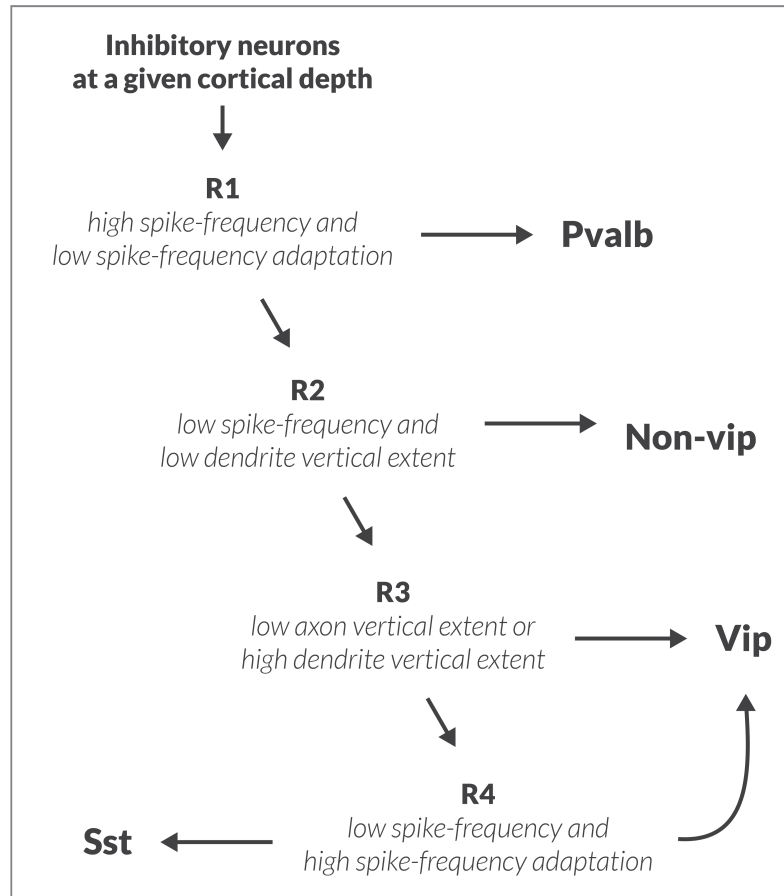 Inhibitory neurons
at a given cortical depth
R1
high spike-frequency and
low spike-frequency adaptation
Pvalb
R2
low spike-frequency and
low dendrite vertical extent
Non-vip
R3
low axon vertical extent or
high dendrite vertical extent
Vip
R4
low spike-frequency and
high spike-frequency adaptation
Sst